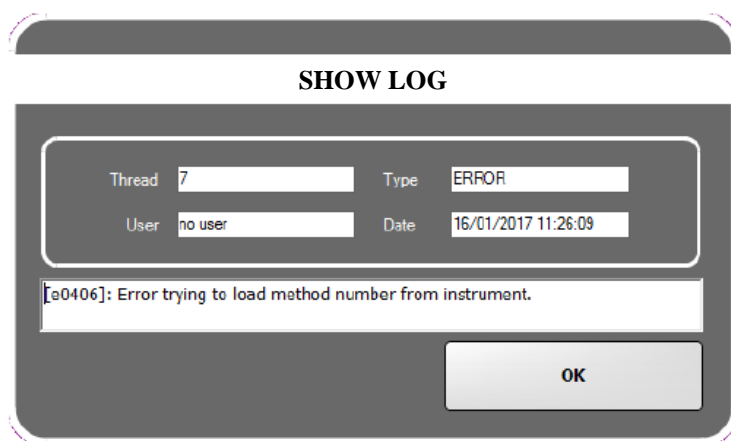 SHOW LOG
Thread 7 Type ERROR
User no user Date 16/01/2017 11:26:09
[e0406]: Error trying to load method number from instrument.
OK